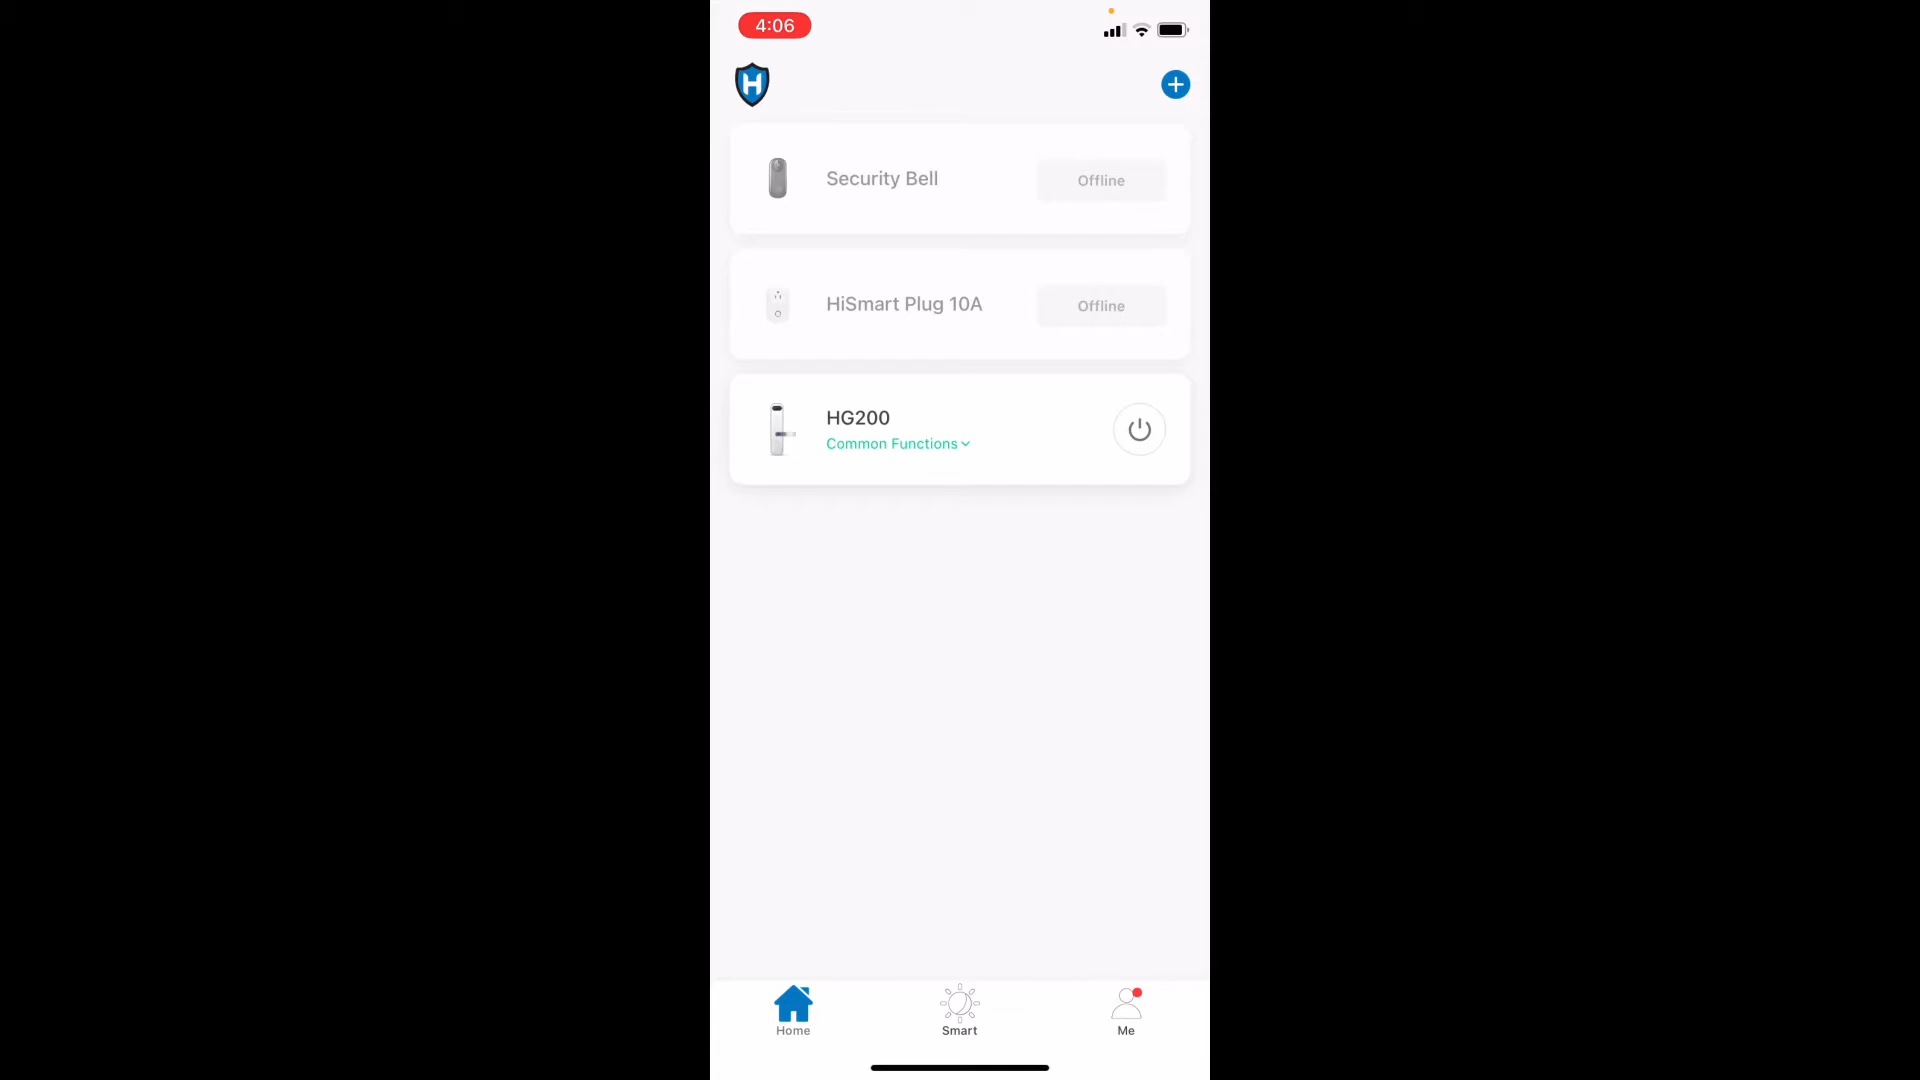 4:06
H
Security Bell
Offline
HiSmart Plug 10A
Offline
HG200
Common Functions
Home
Smart
Me